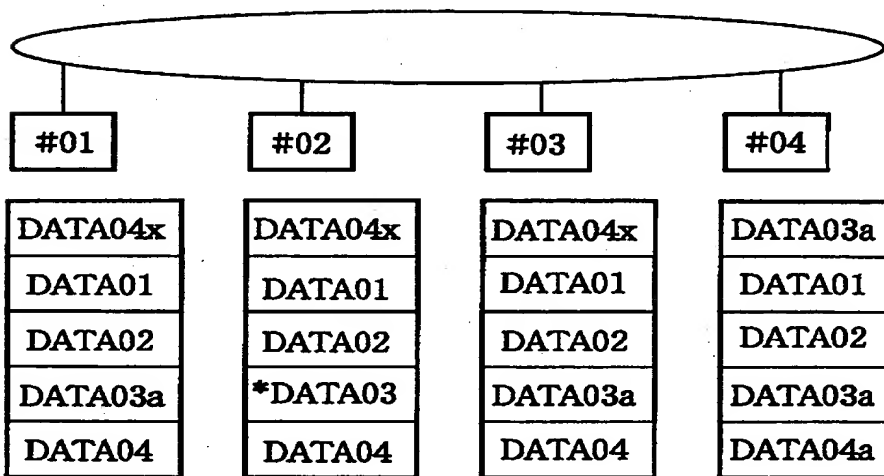 #01 #02 #03 #04
DATA04x DATA04x DATA04x DATA03a
DATA01 DATA01 DATA01 DATA01
DATA02 DATA02 DATA02 DATA02
DATA03a *DATA03 DATA03a DATA03a
DATA04 DATA04 DATA04 DATA04a